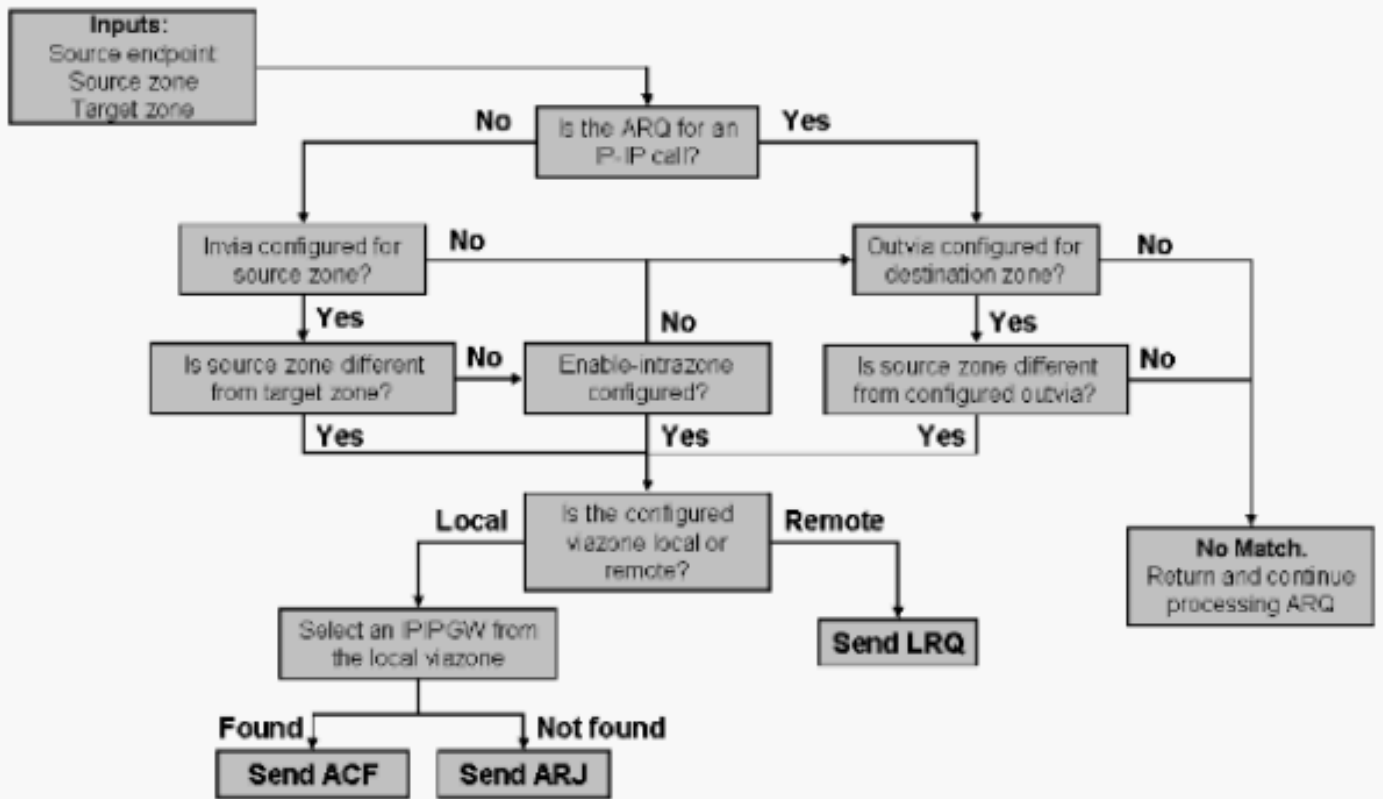 Inputs:
Source endpoint
Source zone
Target zone
No
Is the ARQ for an
IP-IP call?
Yes
Invia configured for
source zone?
No
Outvia configured for
destination zone?
No
Yes
No
Yes
Is source zone different
from target zone?
No
Enable-intrazone
configured?
Is source zone different
from configured outvia?
No
Yes
Yes
Yes
Local
Is the configured
viazone local or
remote?
Remote
No Match.
Return and continue
processing ARQ
Select an IPIPGW from
the local viazone
Send LRQ
Found
Not found
Send ACF
Send ARJ